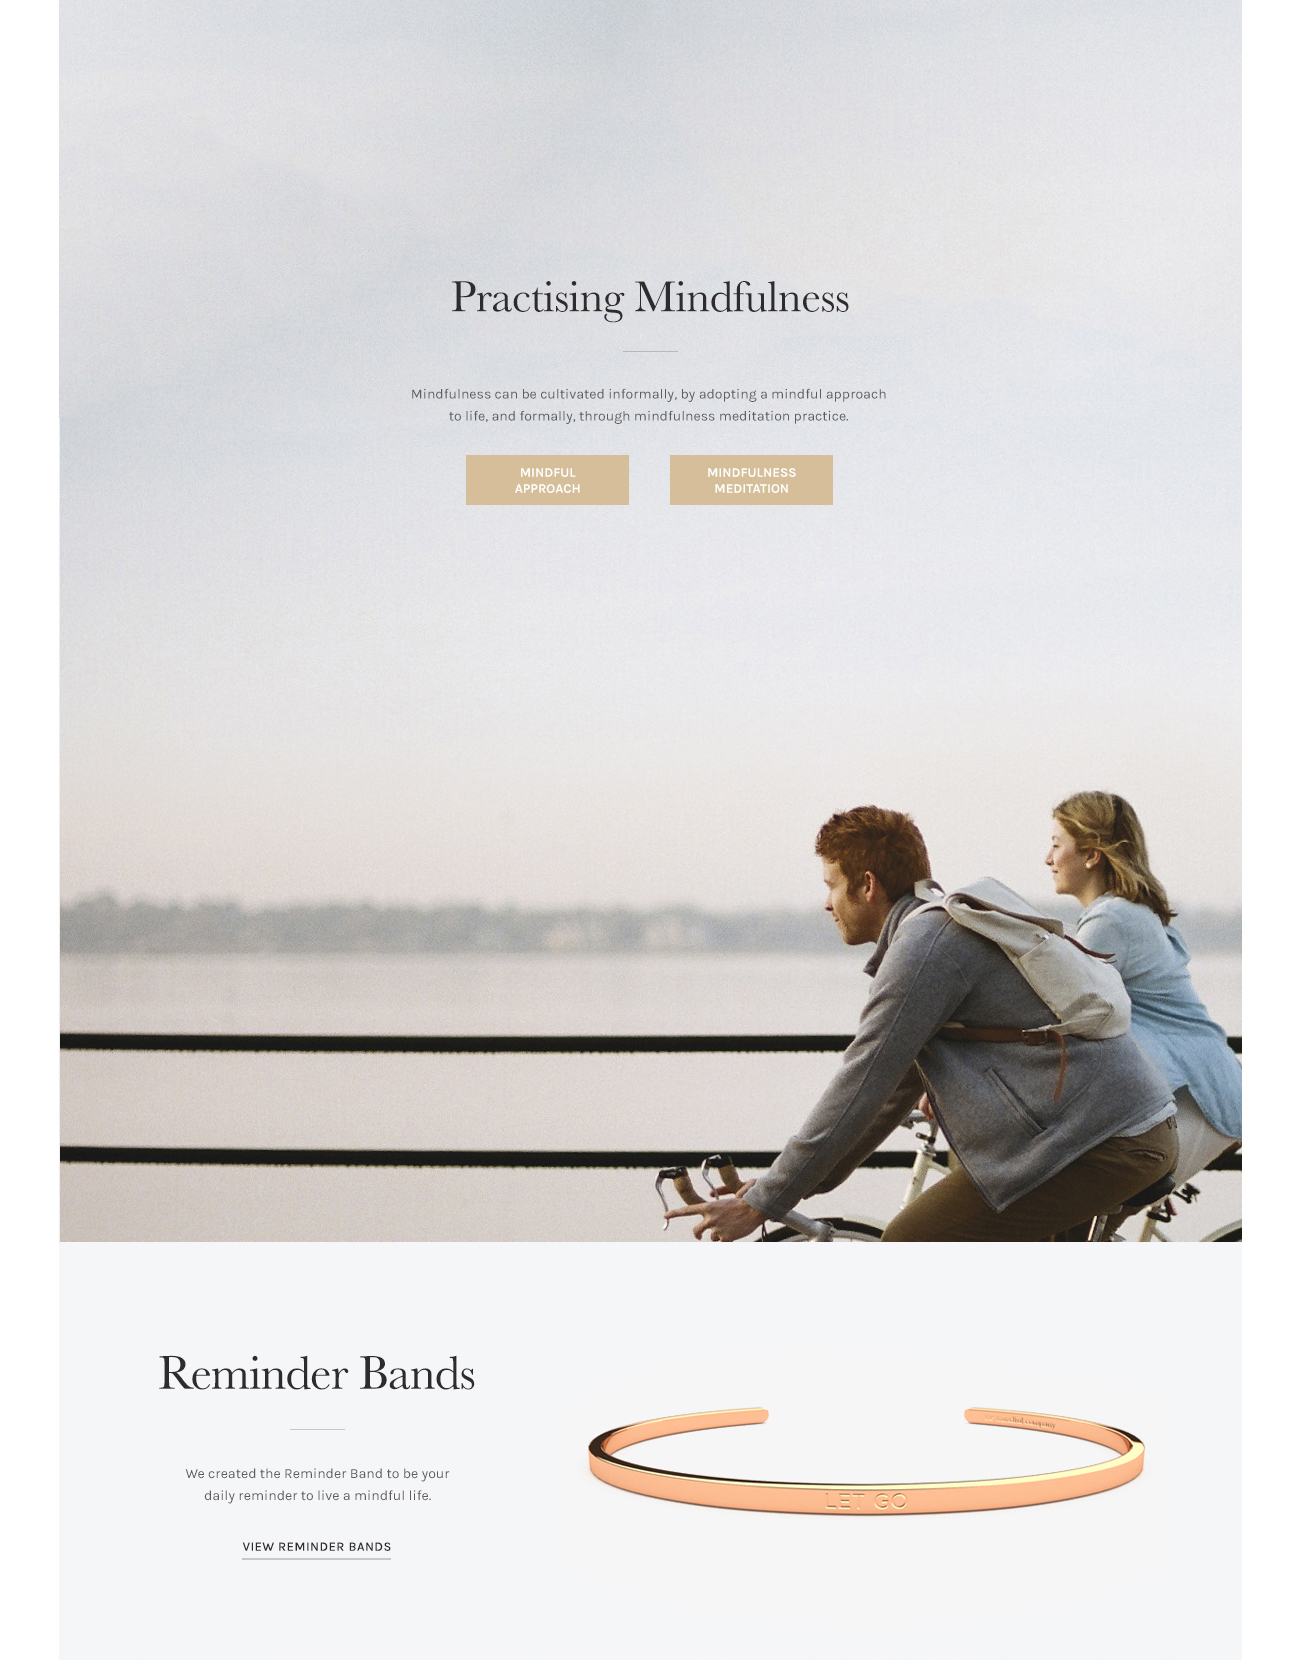 Practising Mindfulness
Mindfulness can be cultivated informally, by adopting a mindful approach
to life, and formally, through mindfulness meditation practice.
MINDFUL
APPROACH
MINDFULNESS
MEDITATION
Reminder Bands
We created the Reminder Band to be your
daily reminder to live a mindful life.
VIEW REMINDER BANDS
mindful company
LET GO